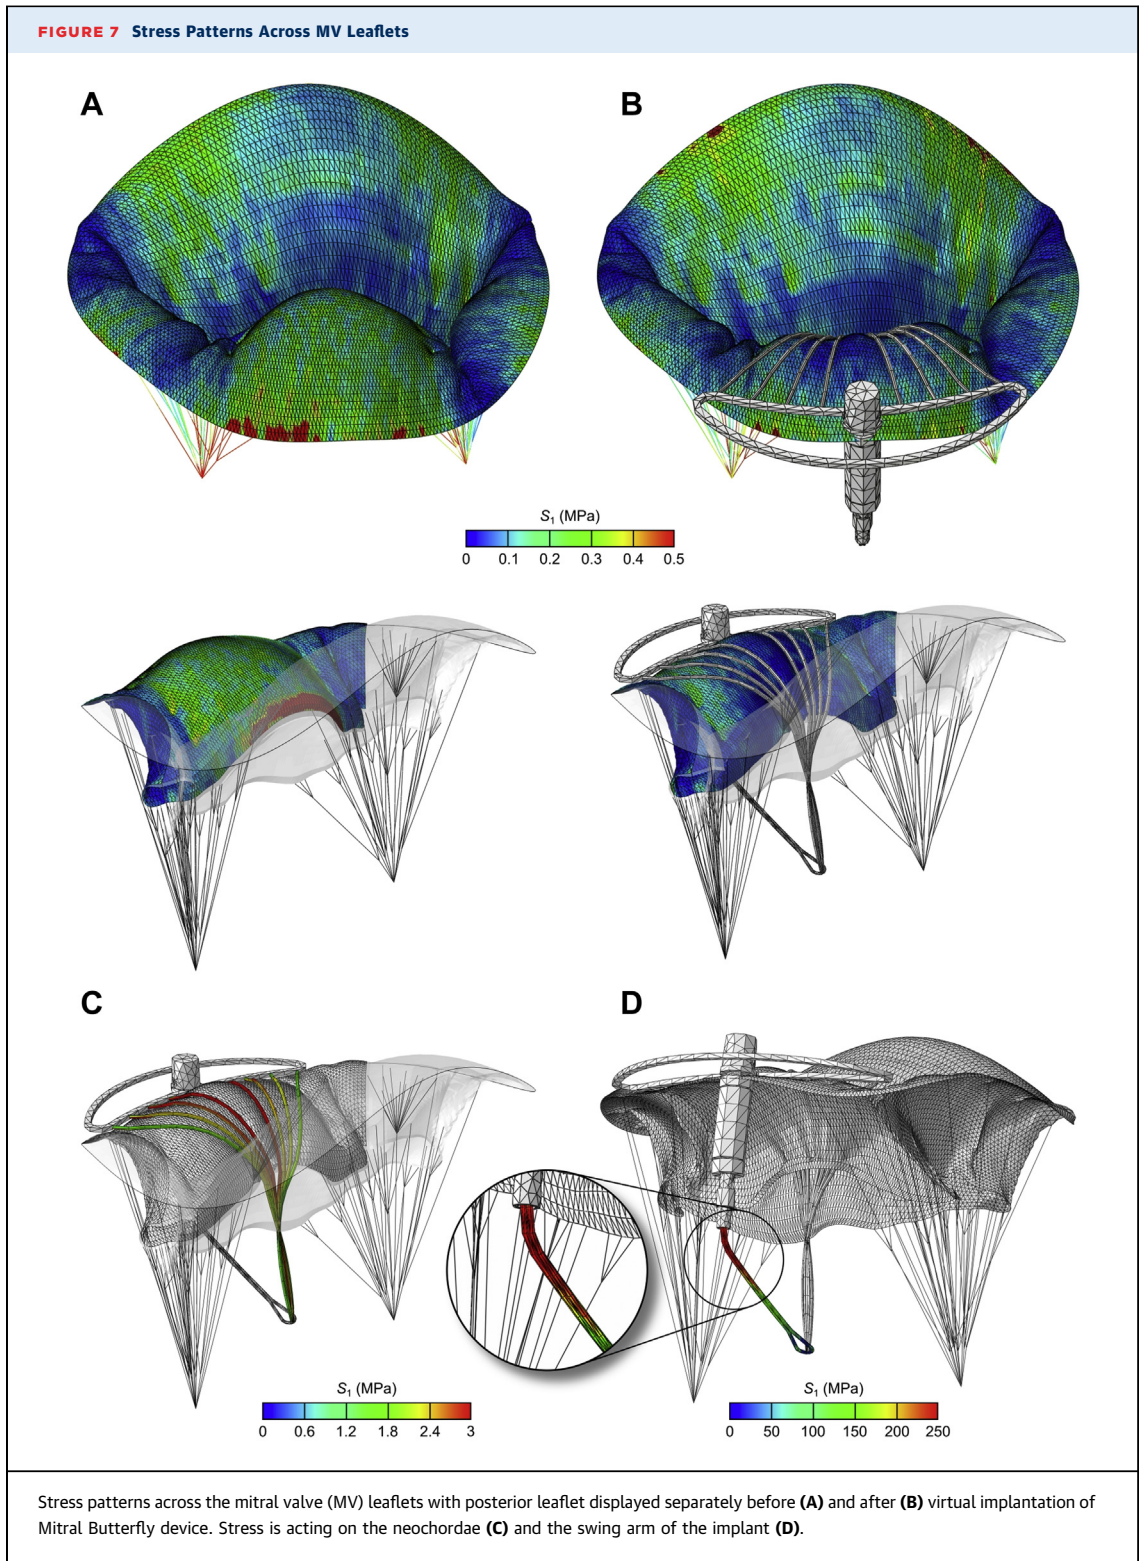 FIGURE 7 Stress Patterns Across MV Leaflets
A
B
S1 (MPa)
0 0.1 0.2 0.3 0.4 0.5
C
D
S1 (MPa)
0 0.6 1.2 1.8 2.4 3
S1 (MPa)
0 50 100 150 200 250
Stress patterns across the mitral valve (MV) leaflets with posterior leaflet displayed separately before (A) and after (B) virtual implantation of
Mitral Butterfly device. Stress is acting on the neochordae (C) and the swing arm of the implant (D).